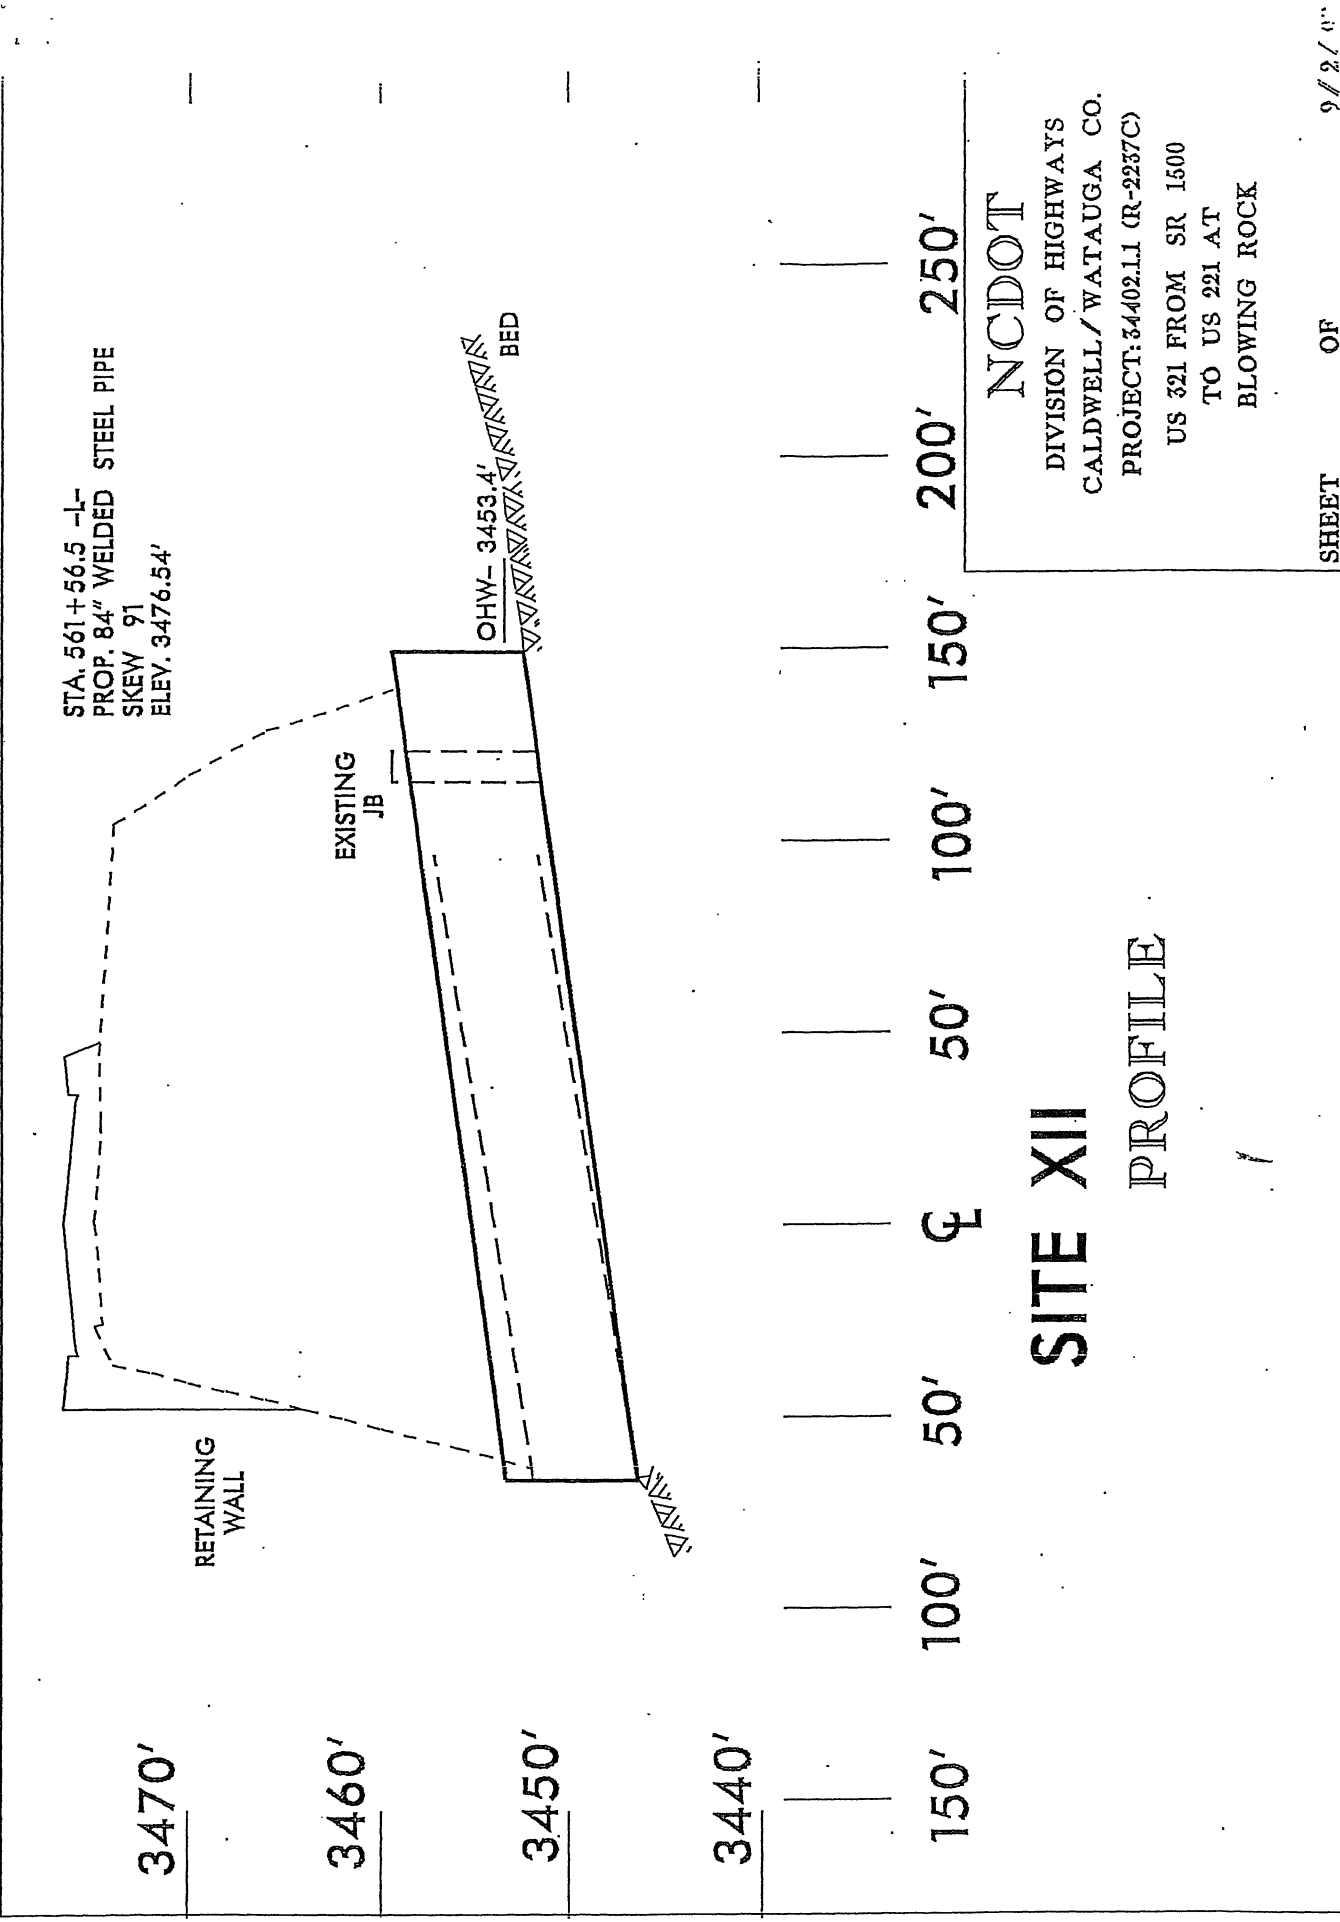 STA. 561+56.5 -L-
PROP. 84" WELDED STEEL PIPE
SKEW 91
ELEV. 3476.54'
RETAINING
WALL
EXISTING
JB
OHW- 3453.4'
BED
3470'
3460'
3450'
3440'
150'
100'
50'
CL
50'
100'
150'
200'
250'
SITE XII
PROFILE
NCDOT
DIVISION OF HIGHWAYS
CALDWELL/WATAUGA CO.
PROJECT: 34402.1.1 (R-2237C)
US 321 FROM SR 1500
TO US 221 AT
BLOWING ROCK
SHEET OF